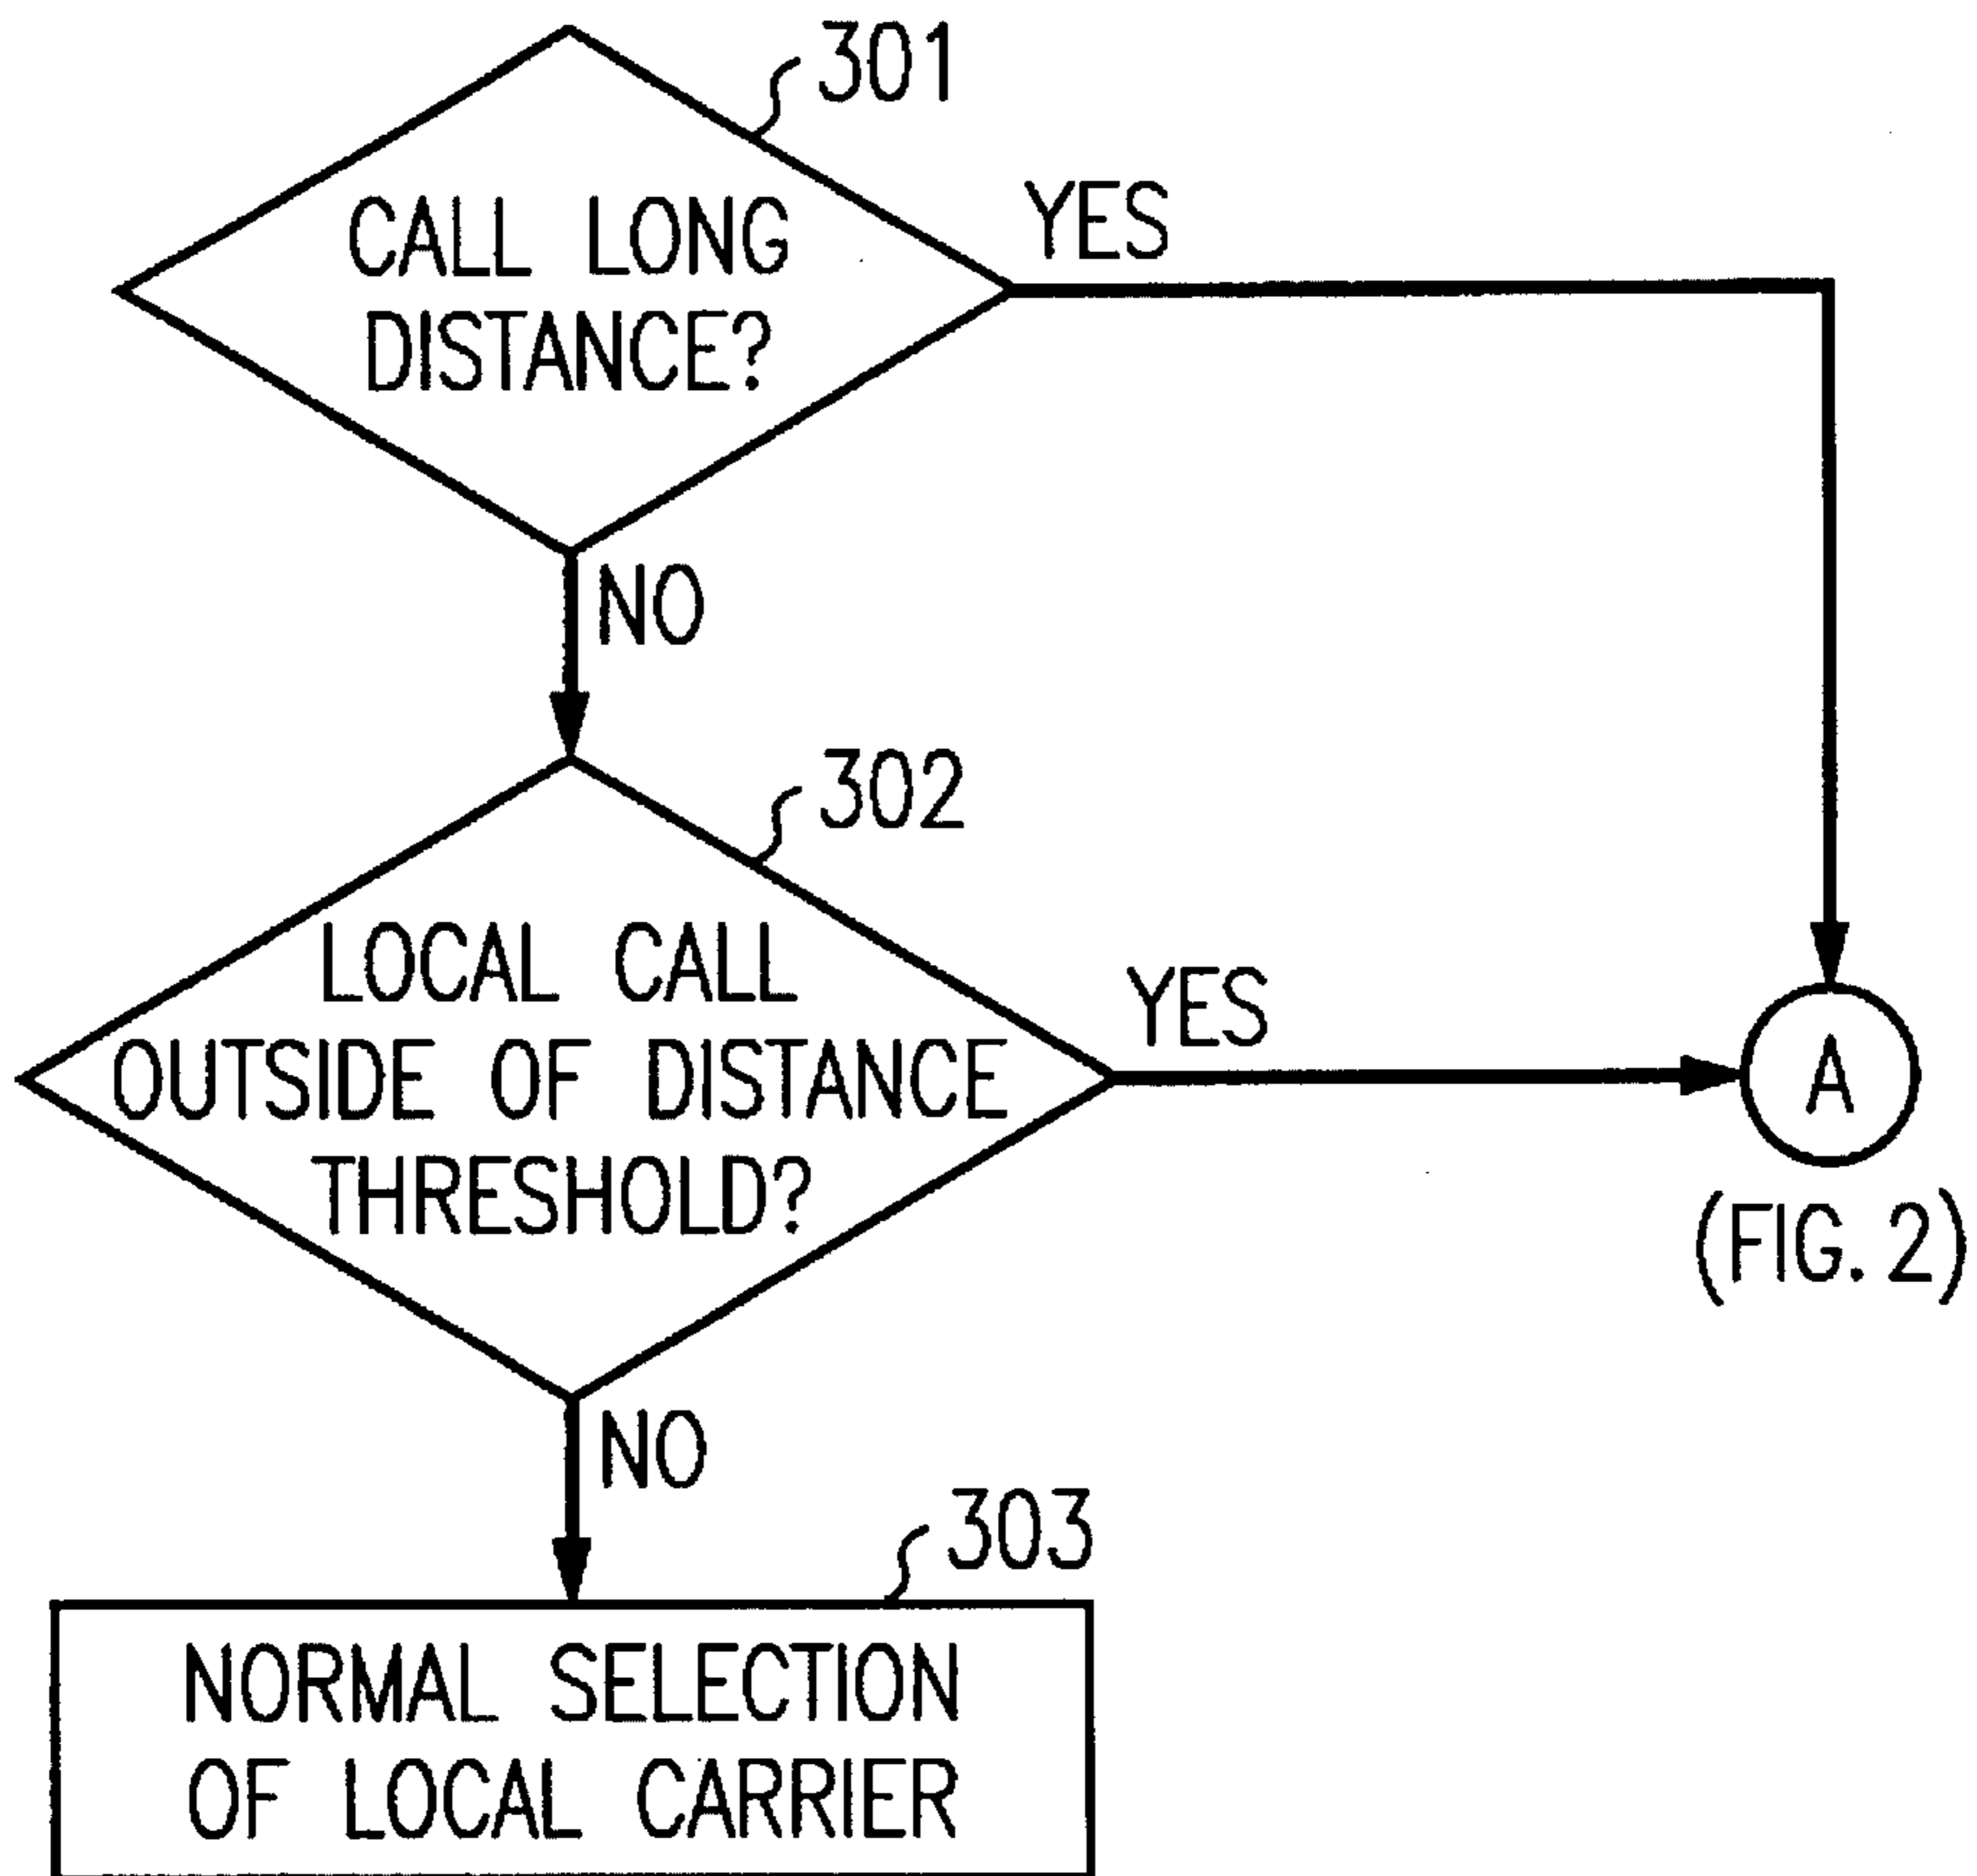 301
CALL LONG
DISTANCE?
YES
NO
302
LOCAL CALL
OUTSIDE OF DISTANCE
THRESHOLD?
YES
A
(FIG. 2)
NO
303
NORMAL SELECTION
OF LOCAL CARRIER